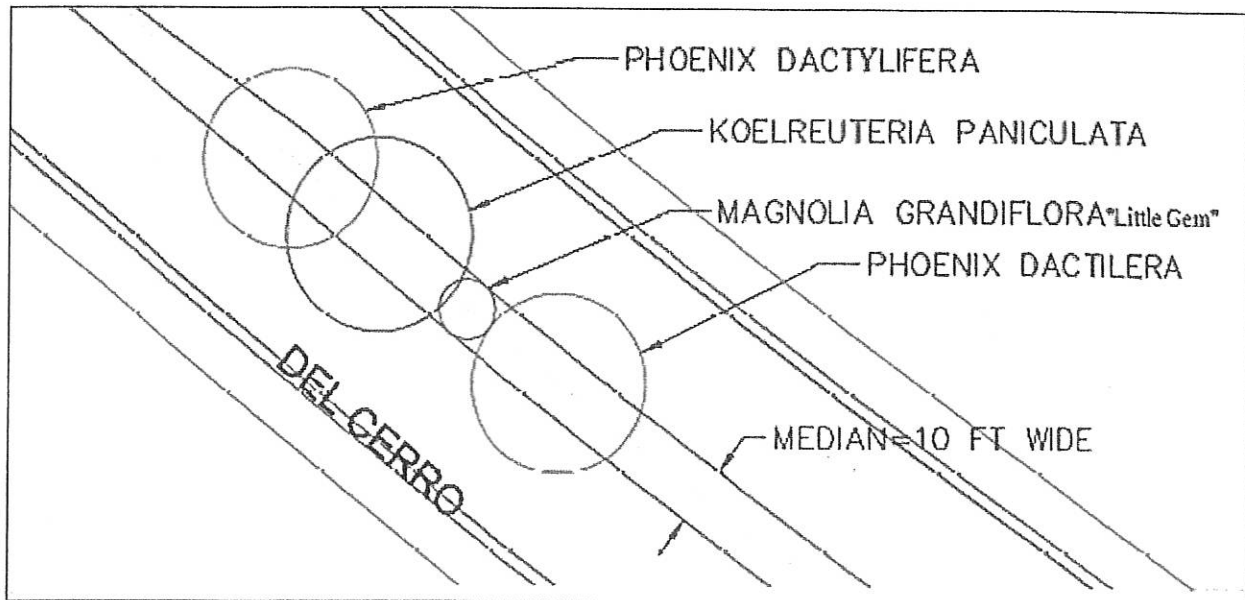 PHOENIX DACTYLIFERA
KOELREUTERIA PANICULATA
MAGNOLIA GRANDIFLORA "Little Gem"
PHOENIX DACTILERA
MEDIAN=10 FT WIDE
DEL CERRO